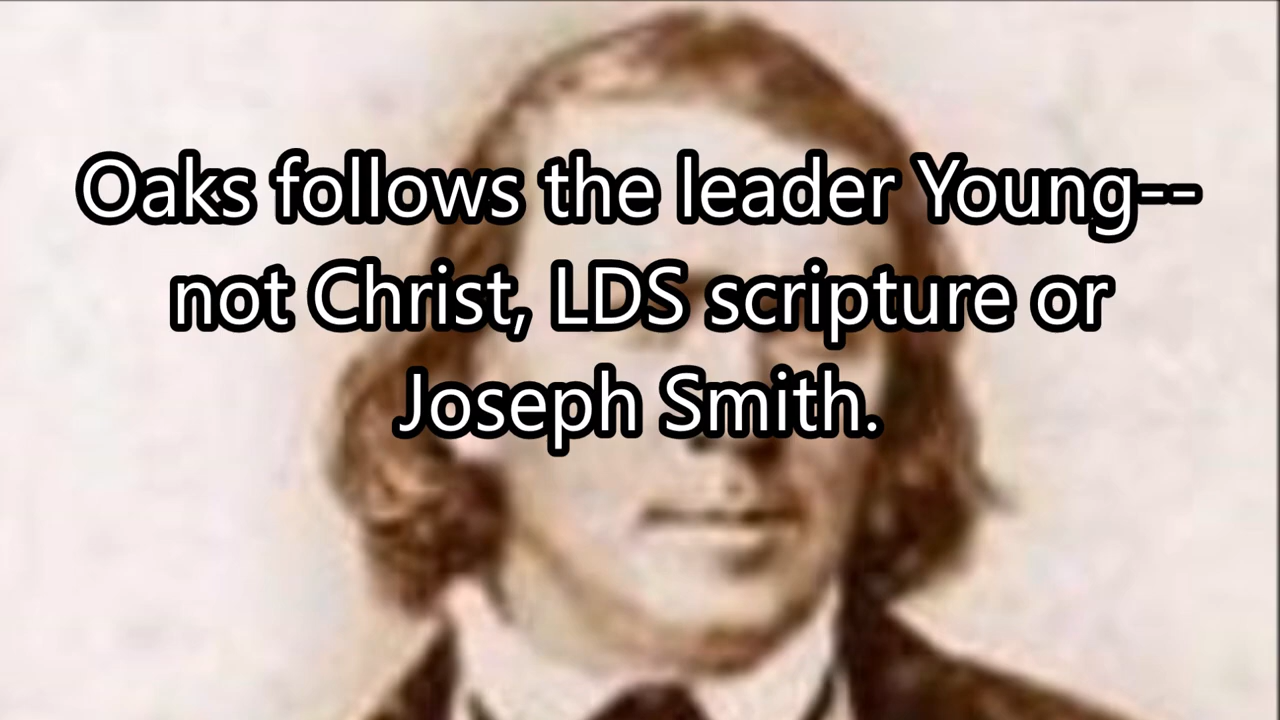 Oaks follows the leader Young--
not Christ, LDS scripture or
Joseph Smith.